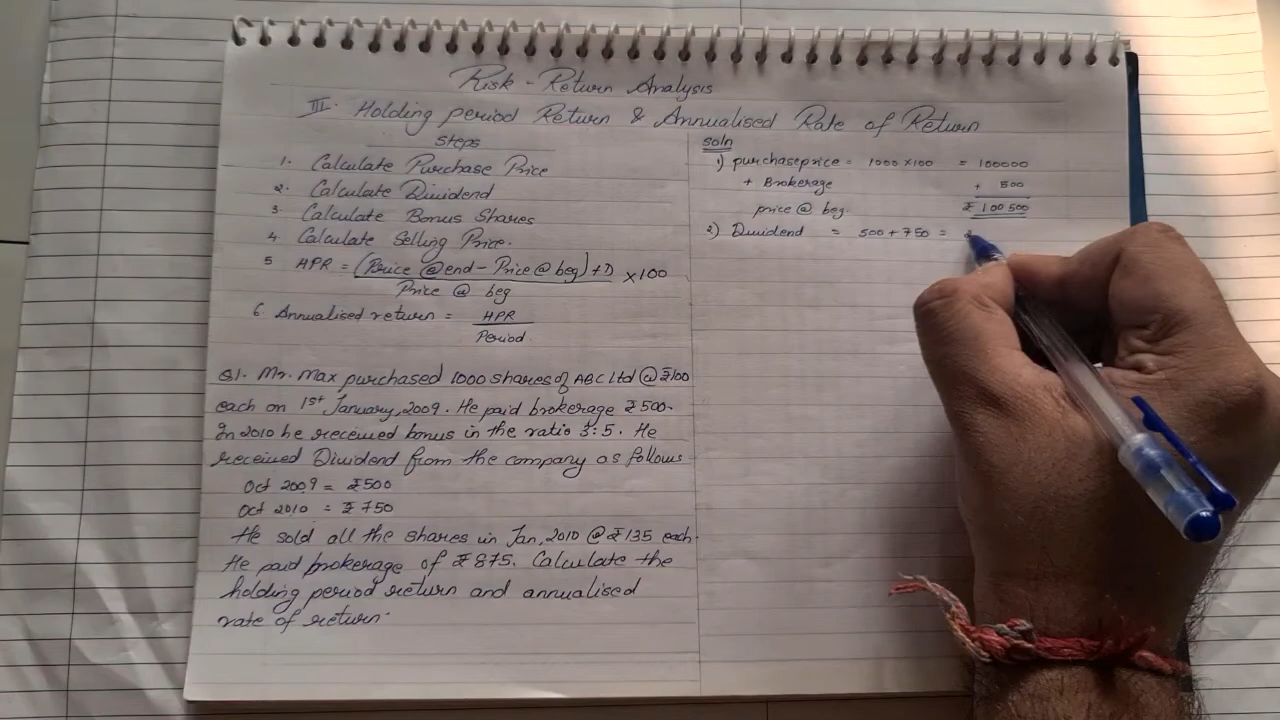 Risk - Return Analysis
III. Holding period Return & Annualised Rate of Return
Steps
1. Calculate Purchase Price
2. Calculate Dividend
3. Calculate Bonus Shares
4 Calculate Selling Price.
5 HPR = (Price @ end - Price @ beg) + D × 100
Price @ beg
6. Annualised return = HPR
Period.
Q1. Mr. Max purchased 1000 shares of ABC ltd @ ₹100
each on 1st January, 2009. He paid brokerage ₹500.
In 2010 he received bonus in the ratio 3:5. He
received Dividend from the company as follows
Oct 2009 = ₹500
Oct 2010 = ₹750
He sold all the shares in Jan, 2010 @ ₹135 each.
He paid brokerage of ₹875. Calculate the
holding period return and annualised
rate of return.
Soln
1) purchase price = 1000 × 100 = 100000
+ Brokerage + 500
price @ beg. ₹ 100 500
2) Dividend = 500 + 750 =